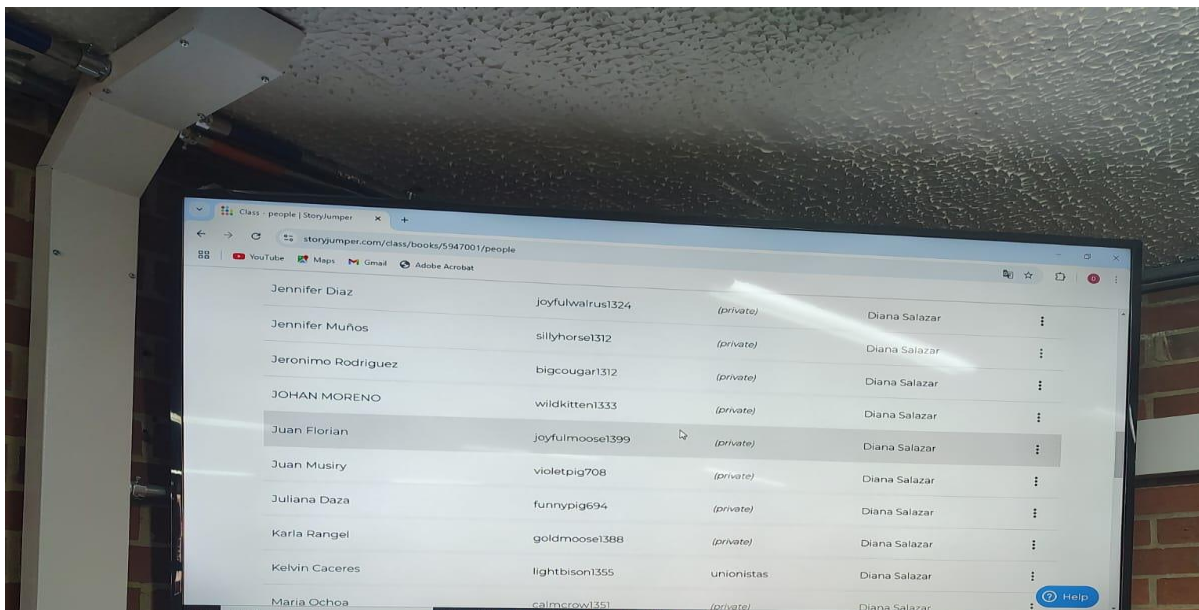 Class - people | StoryJumper
storyjumper.com/class/books/5947001/people
YouTube Maps Gmail Adobe Acrobat
D
Jennifer Diaz joyfulwalrus1324 (private) Diana Salazar
Jennifer Muños sillyhorse1312 (private) Diana Salazar
Jeronimo Rodriguez bigcougar1312 (private) Diana Salazar
JOHAN MORENO wildkitten1333 (private) Diana Salazar
Juan Florian joyfulmoose1399 (private) Diana Salazar
Juan Musiry violetpig708 (private) Diana Salazar
Juliana Daza funnypig694 (private) Diana Salazar
Karla Rangel goldmoose1388 (private) Diana Salazar
Kelvin Caceres lightbison1355 unionistas Diana Salazar
Maria Ochoa calmcrow1351 (private) Diana Salazar
Help